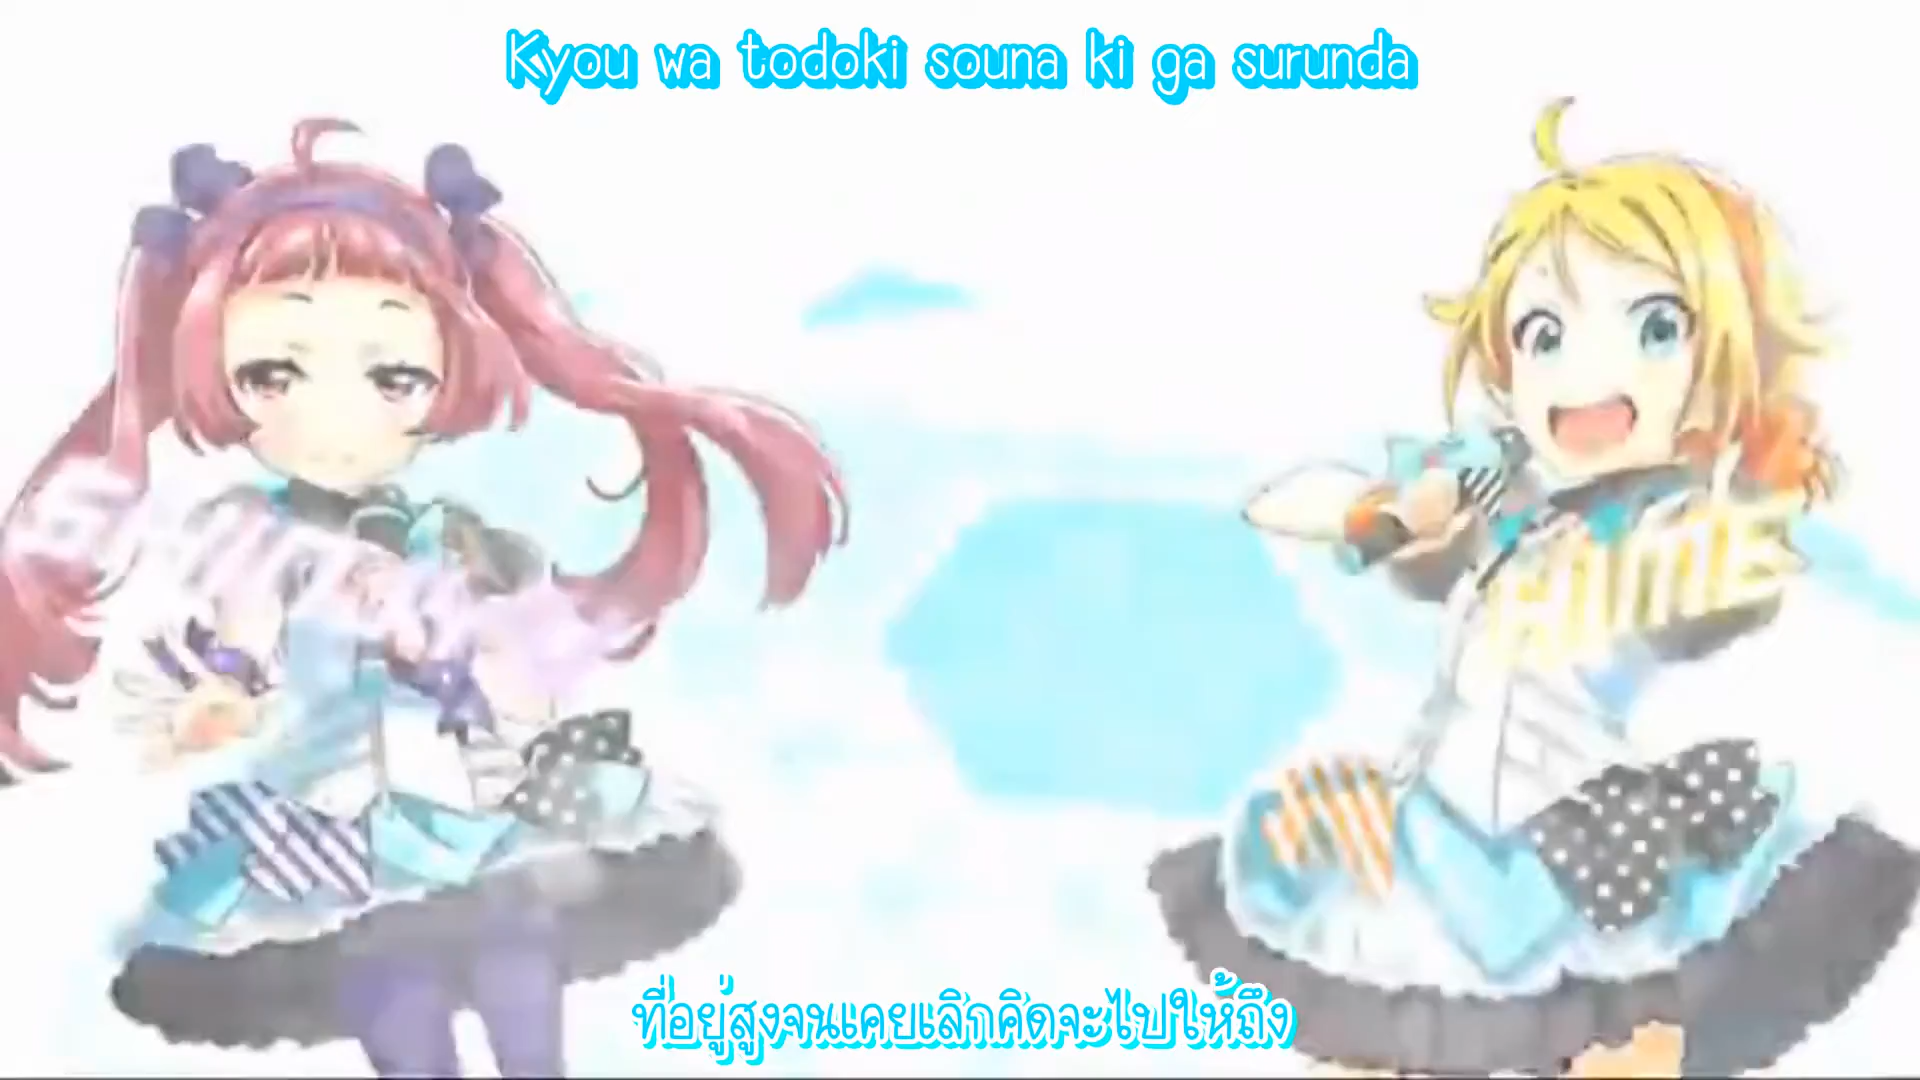 Kyou wa todoki souna ki ga surunda
HIME
ที่อยู่สูงจนเคยเลิกคิดจะไปให้ถึง